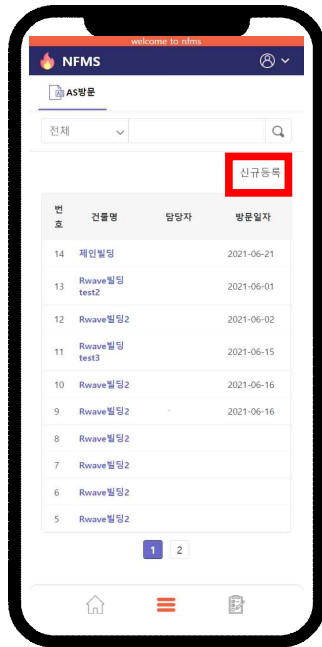 welcome to nfms
NFMS
AS방문
전체
신규등록
번호 건물명 담당자 방문일자
14 제인빌딩 2021-06-21
13 Rwave빌딩 test2 2021-06-01
12 Rwave빌딩2 2021-06-02
11 Rwave빌딩 test3 2021-06-15
10 Rwave빌딩2 2021-06-16
9 Rwave빌딩2 - 2021-06-16
8 Rwave빌딩2
7 Rwave빌딩2
6 Rwave빌딩2
5 Rwave빌딩2
1 2